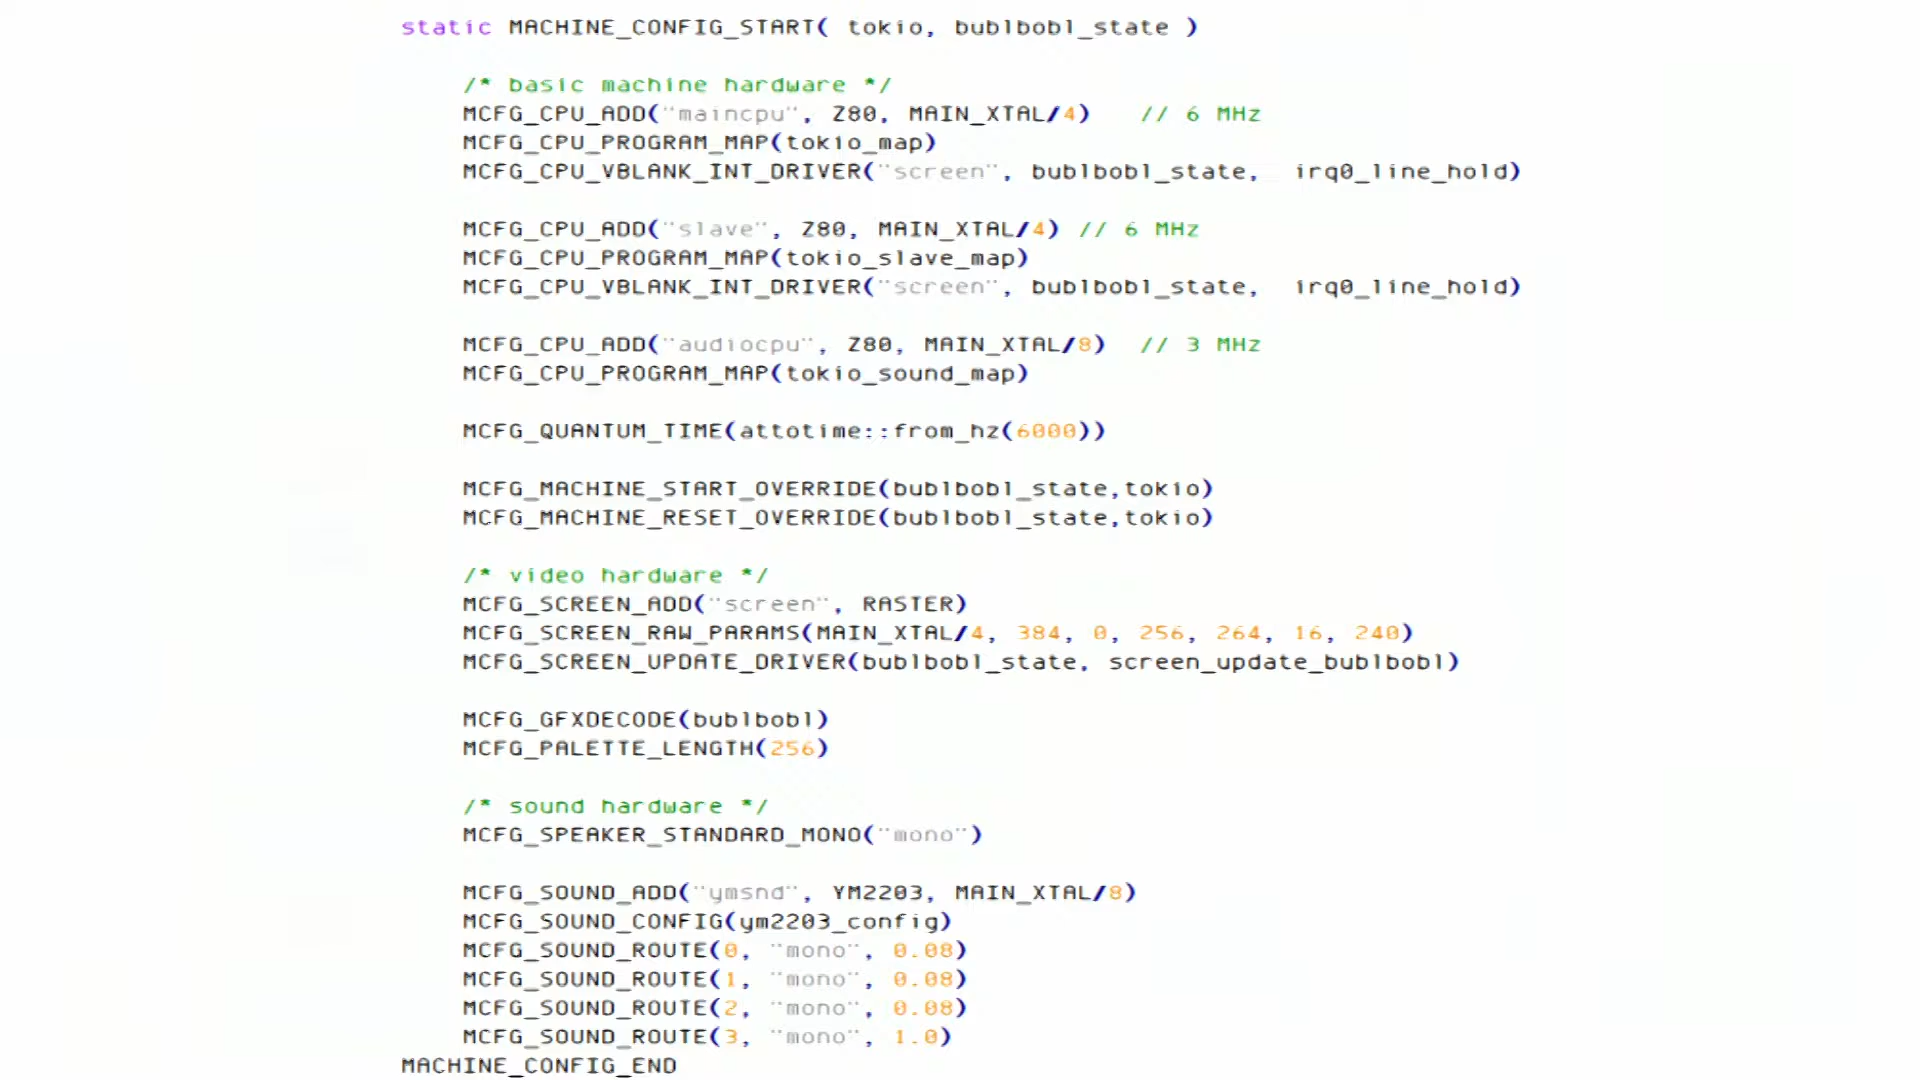 static MACHINE_CONFIG_START( tokio, bublbobl_state )
/* basic machine hardware */
MCFG_CPU_ADD("maincpu", Z80, MAIN_XTAL/4)   // 6 MHz
MCFG_CPU_PROGRAM_MAP(tokio_map)
MCFG_CPU_VBLANK_INT_DRIVER("screen", bublbobl_state,  irq0_line_hold)
MCFG_CPU_ADD("slave", Z80, MAIN_XTAL/4) // 6 MHz
MCFG_CPU_PROGRAM_MAP(tokio_slave_map)
MCFG_CPU_VBLANK_INT_DRIVER("screen", bublbobl_state,  irq0_line_hold)
MCFG_CPU_ADD("audiocpu", Z80, MAIN_XTAL/8)  // 3 MHz
MCFG_CPU_PROGRAM_MAP(tokio_sound_map)
MCFG_QUANTUM_TIME(attotime::from_hz(6000))
MCFG_MACHINE_START_OVERRIDE(bublbobl_state,tokio)
MCFG_MACHINE_RESET_OVERRIDE(bublbobl_state,tokio)
/* video hardware */
MCFG_SCREEN_ADD("screen", RASTER)
MCFG_SCREEN_RAW_PARAMS(MAIN_XTAL/4, 384, 0, 256, 264, 16, 240)
MCFG_SCREEN_UPDATE_DRIVER(bublbobl_state, screen_update_bublbobl)
MCFG_GFXDECODE(bublbobl)
MCFG_PALETTE_LENGTH(256)
/* sound hardware */
MCFG_SPEAKER_STANDARD_MONO("mono")
MCFG_SOUND_ADD("ymsnd", YM2203, MAIN_XTAL/8)
MCFG_SOUND_CONFIG(ym2203_config)
MCFG_SOUND_ROUTE(0, "mono", 0.08)
MCFG_SOUND_ROUTE(1, "mono", 0.08)
MCFG_SOUND_ROUTE(2, "mono", 0.08)
MCFG_SOUND_ROUTE(3, "mono", 1.0)
MACHINE_CONFIG_END